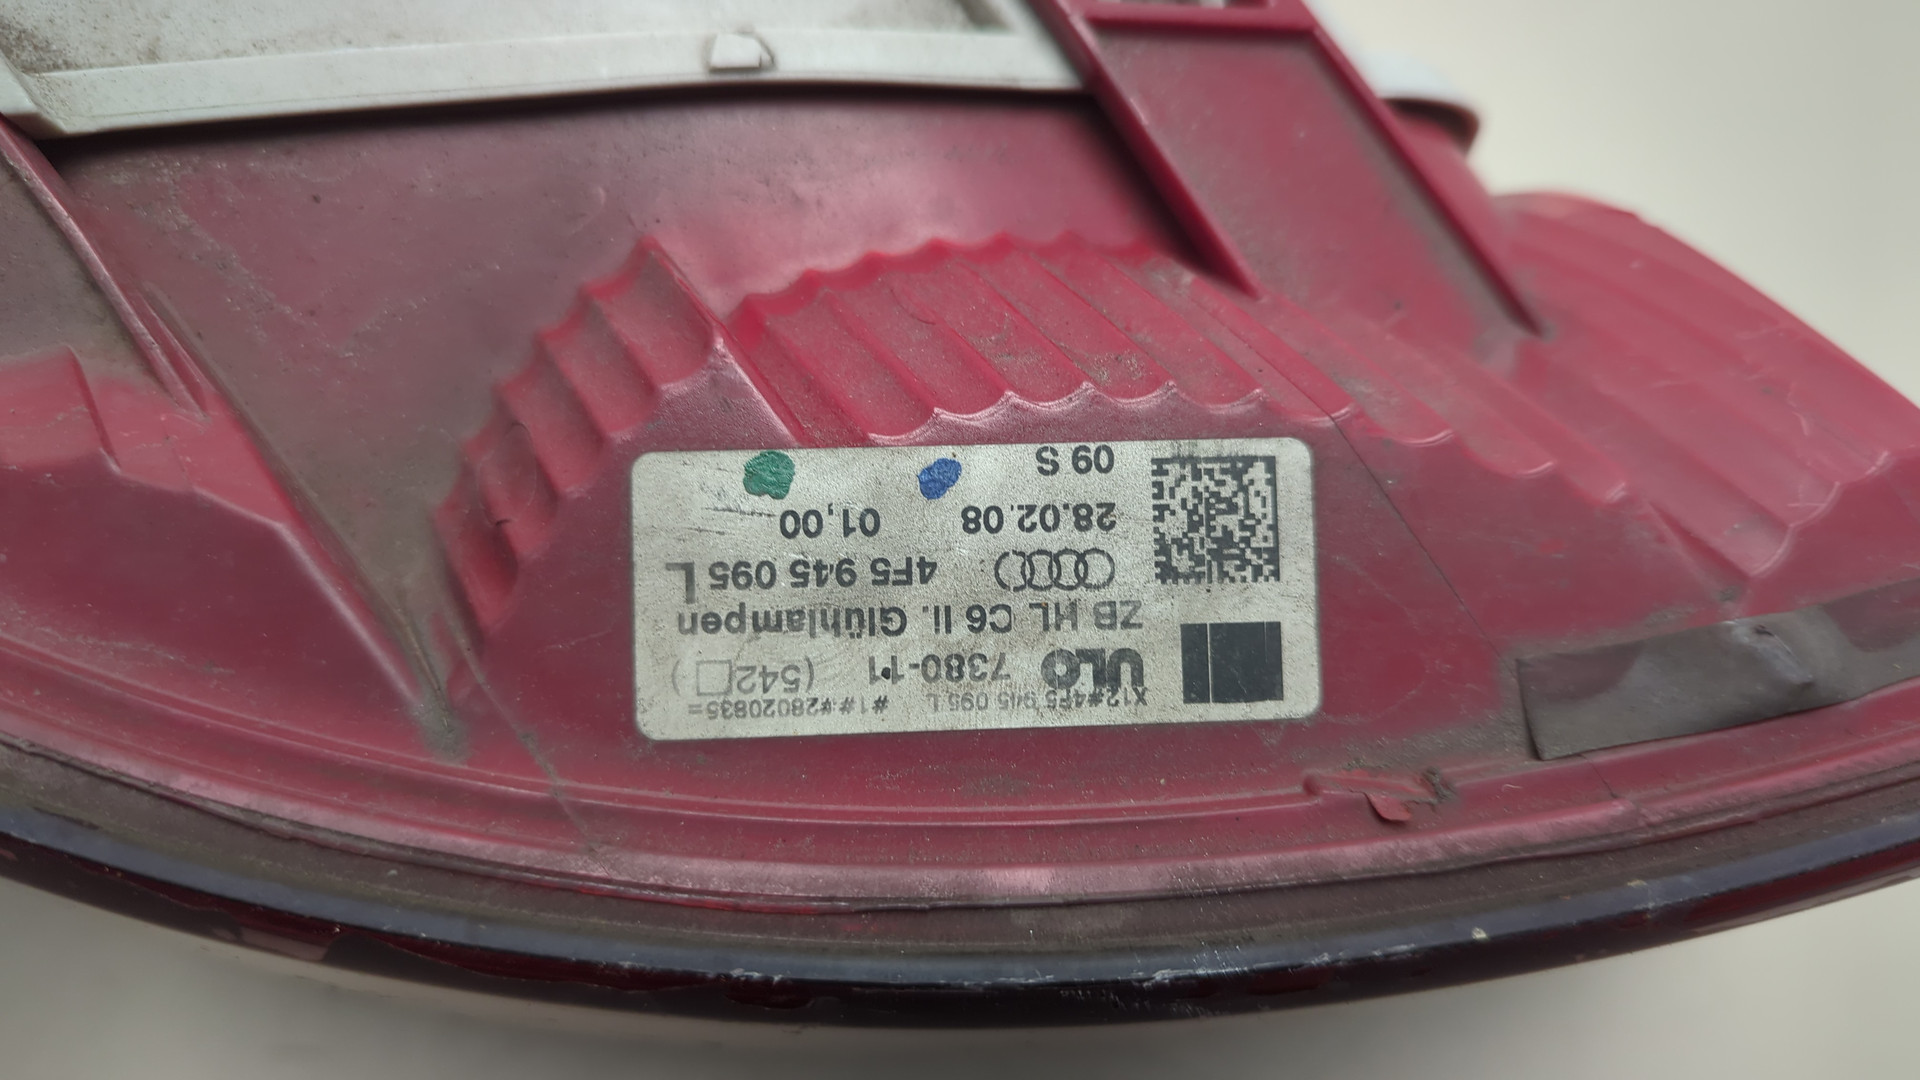 X12#4F5 945 095 L #1##28020835=
ULO 7380-11 (542□ )
ZB HL C6 II. Glühlampen
4F5 945 095 L
28.02.08 01,00
09 S